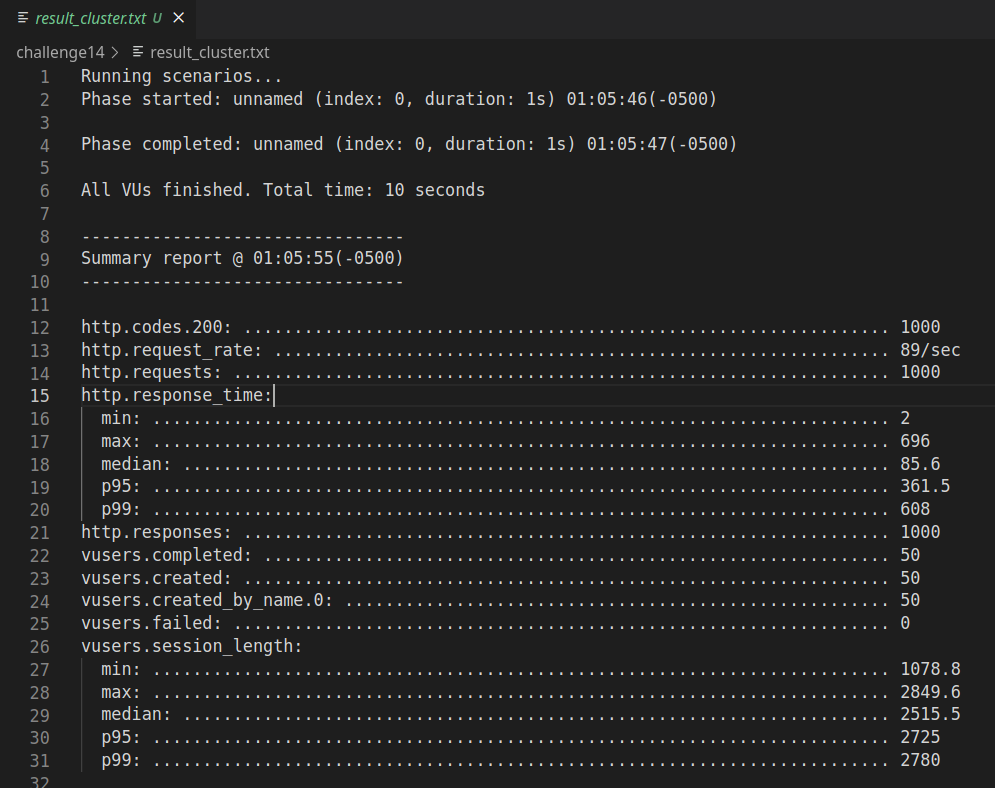 result_cluster.txt U ×
challenge14 > result_cluster.txt
1 Running scenarios...
2 Phase started: unnamed (index: 0, duration: 1s) 01:05:46(-0500)
3
4 Phase completed: unnamed (index: 0, duration: 1s) 01:05:47(-0500)
5
6 All VUs finished. Total time: 10 seconds
7
8 --------------------------------
9 Summary report @ 01:05:55(-0500)
10 --------------------------------
11
12 http.codes.200: ................................................................ 1000
13 http.request_rate: ............................................................. 89/sec
14 http.requests: ................................................................. 1000
15 http.response_time:
16 min: ......................................................................... 2
17 max: ......................................................................... 696
18 median: ...................................................................... 85.6
19 p95: ......................................................................... 361.5
20 p99: ......................................................................... 608
21 http.responses: ................................................................ 1000
22 vusers.completed: .............................................................. 50
23 vusers.created: ................................................................ 50
24 vusers.created_by_name.0: ...................................................... 50
25 vusers.failed: ................................................................. 0
26 vusers.session_length:
27 min: ......................................................................... 1078.8
28 max: ......................................................................... 2849.6
29 median: ...................................................................... 2515.5
30 p95: ......................................................................... 2725
31 p99: ......................................................................... 2780
32